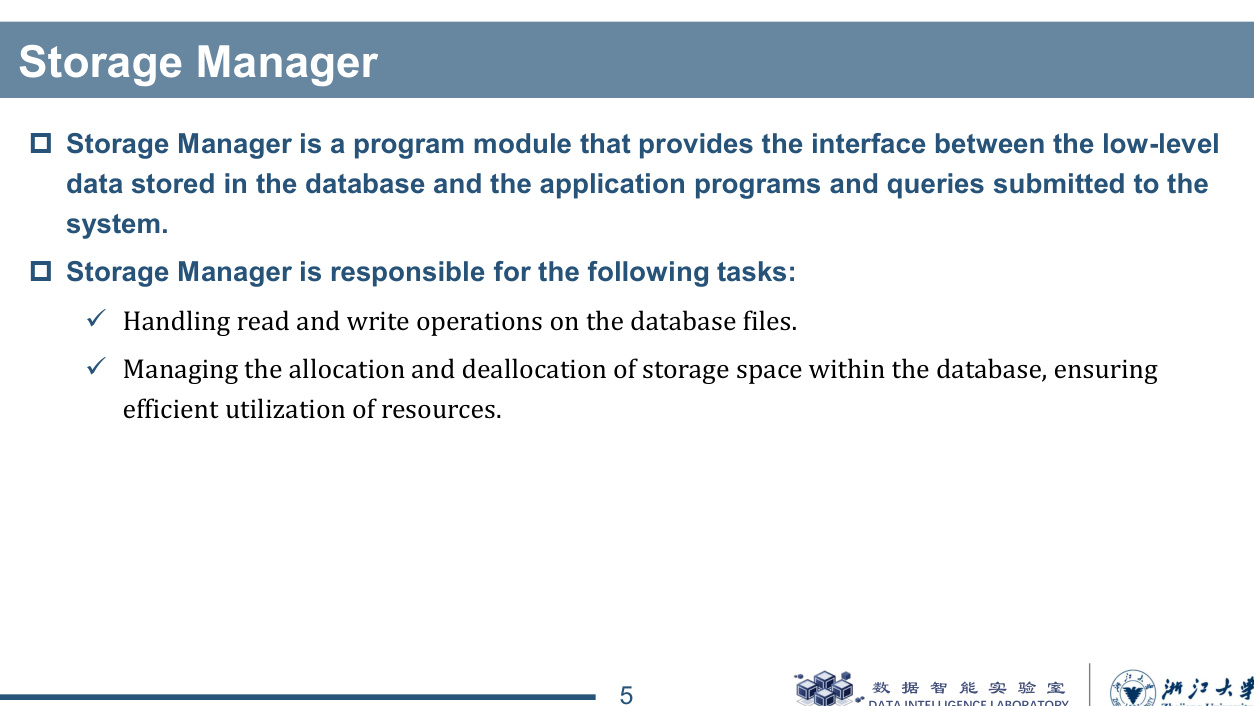 Storage Manager
Storage Manager is a program module that provides the interface between the low-level
data stored in the database and the application programs and queries submitted to the
system.
Storage Manager is responsible for the following tasks:
Handling read and write operations on the database files.
Managing the allocation and deallocation of storage space within the database, ensuring
efficient utilization of resources.
5
数据智能实验室
DATA INTELLIGENCE LABORATORY
浙江大学
Zhejiang University